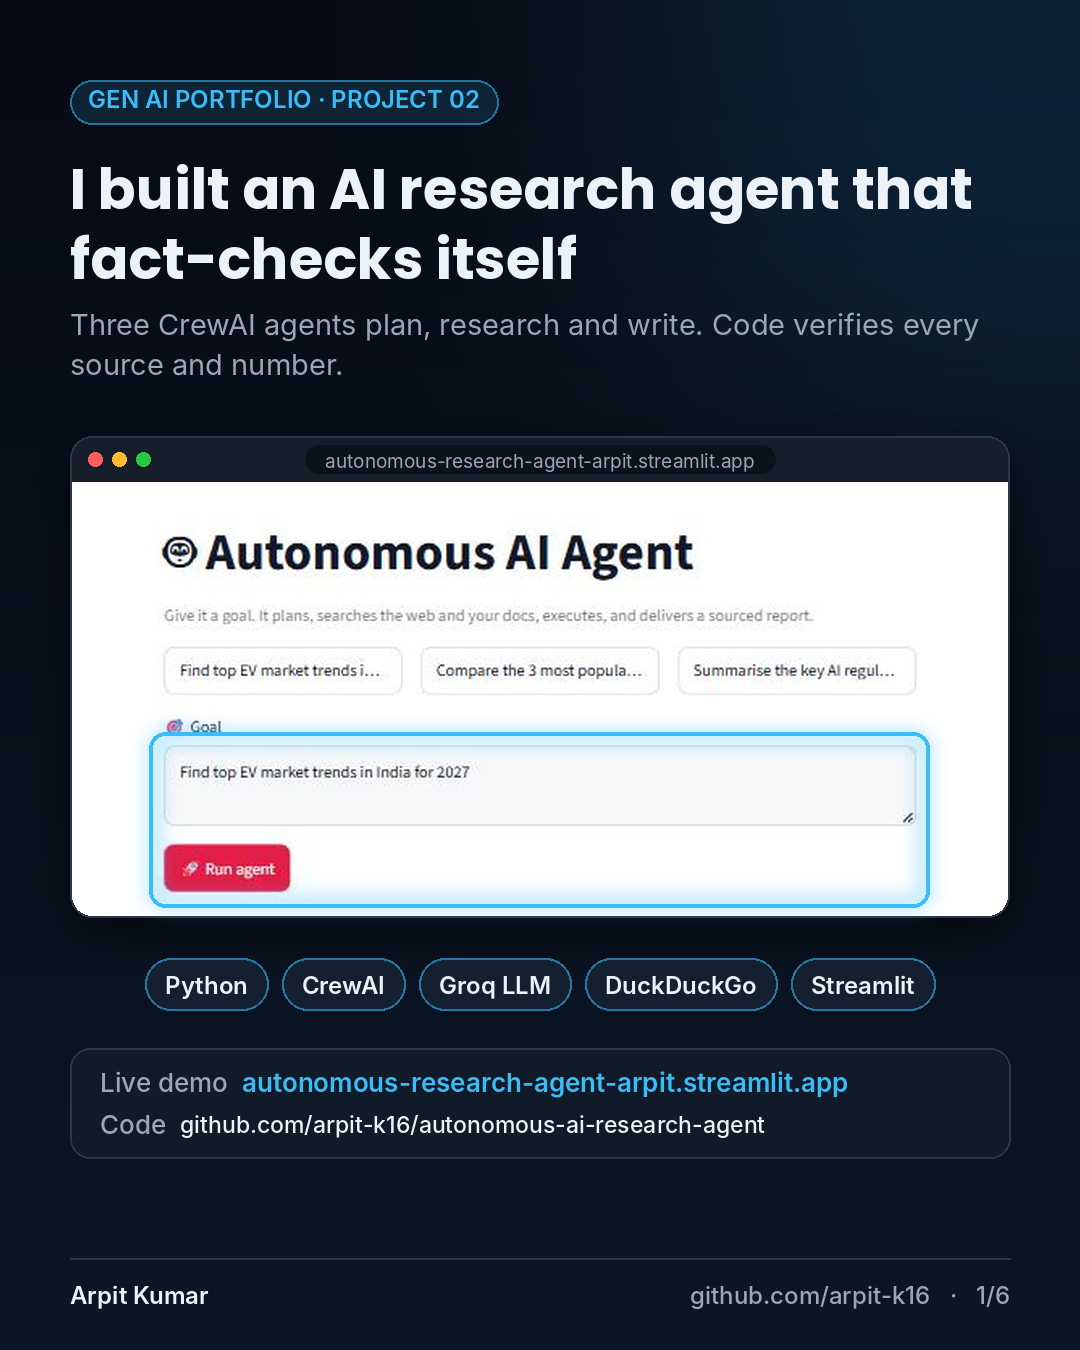 GEN AI PORTFOLIO · PROJECT 02
I built an AI research agent that
fact-checks itself
Three CrewAI agents plan, research and write. Code verifies every
source and number.
autonomous-research-agent-arpit.streamlit.app
Autonomous AI Agent
Give it a goal. It plans, searches the web and your docs, executes, and delivers a sourced report.
Find top EV market trends i... Compare the 3 most popula... Summarise the key AI regul...
Goal
Find top EV market trends in India for 2027
Run agent
Python CrewAI Groq LLM DuckDuckGo Streamlit
Live demo autonomous-research-agent-arpit.streamlit.app
Code github.com/arpit-k16/autonomous-ai-research-agent
Arpit Kumar github.com/arpit-k16 · 1/6